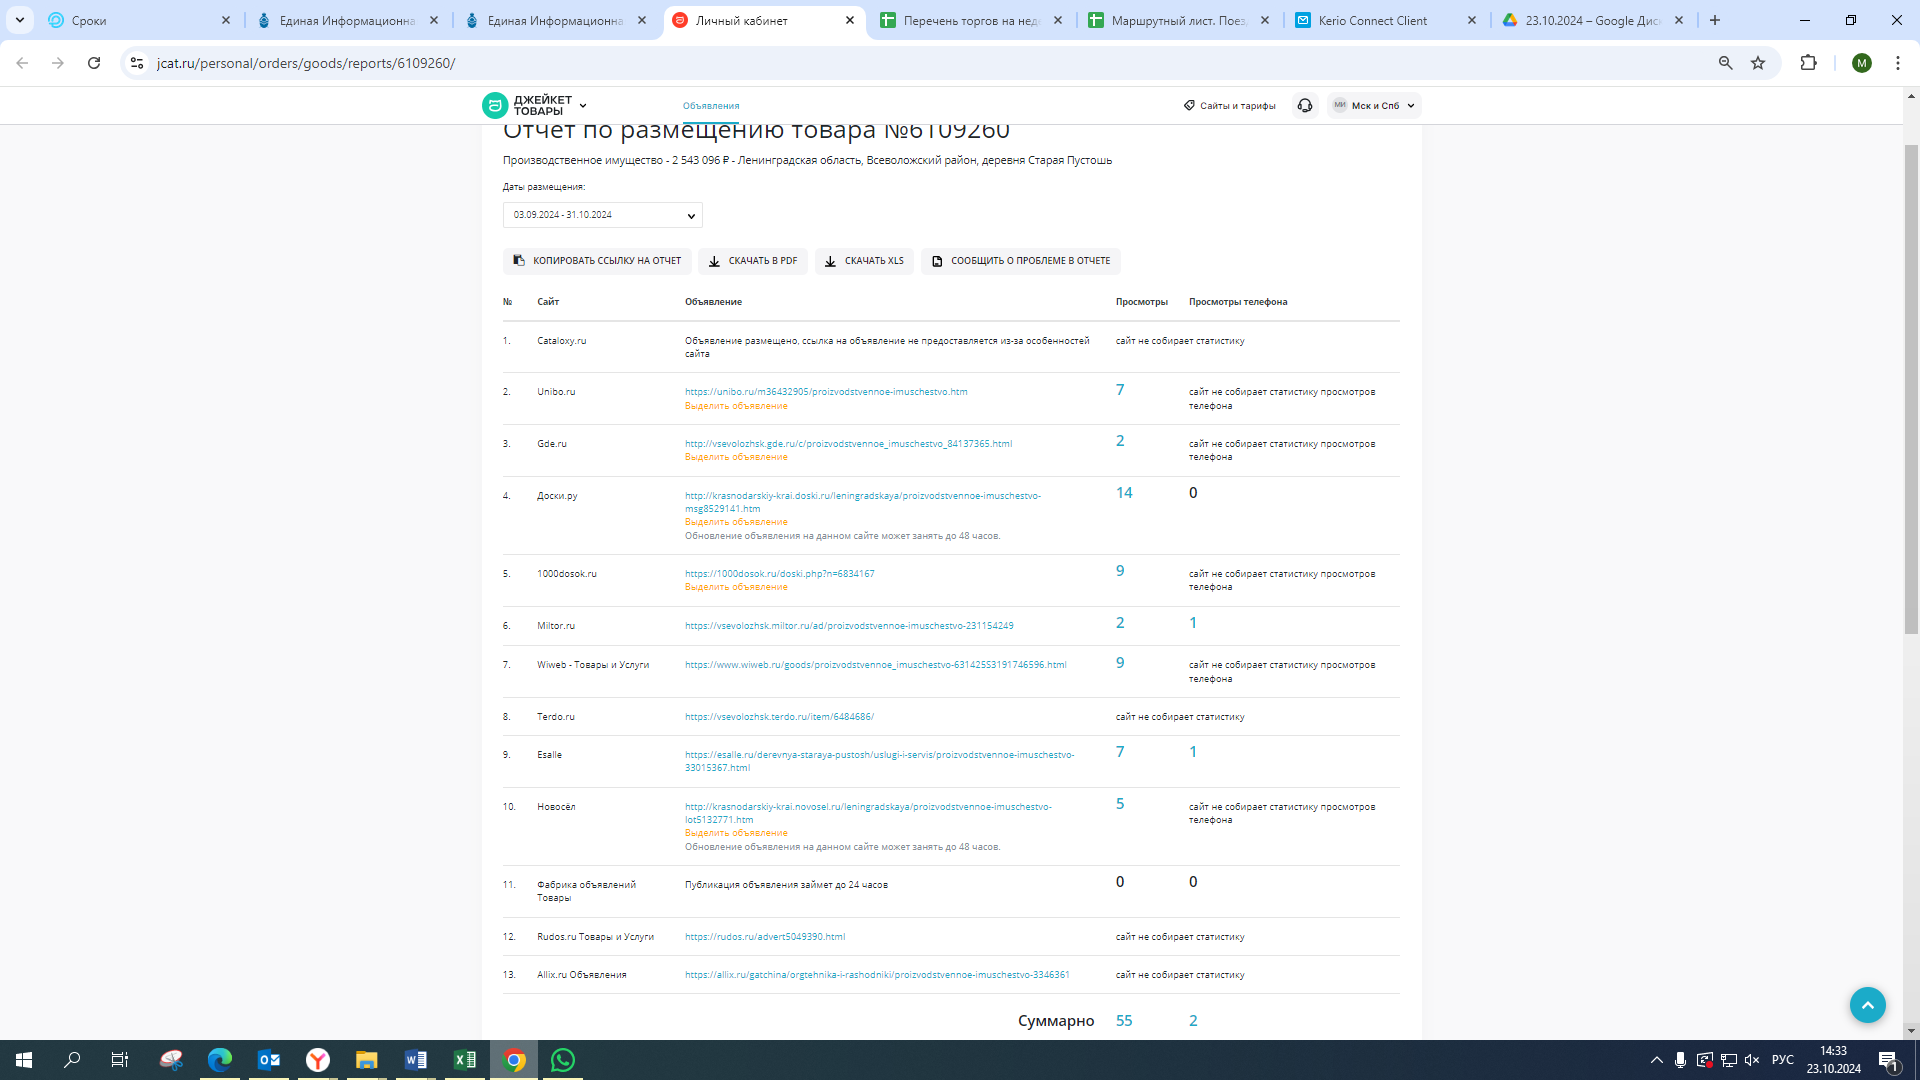 Сроки
Единая Информационна
Единая Информационна
Личный кабинет
Перечень торгов на нед
Маршрутный лист. Поез
Kerio Connect Client
23.10.2024 – Google Дис
jcat.ru/personal/orders/goods/reports/6109260/
M
ДЖЕЙКЕТ
ТОВАРЫ
Объявления
Сайты и тарифы
МИ Мск и Спб
Отчет по размещению товара №6109260
Производственное имущество - 2 543 096 ₽ - Ленинградская область, Всеволожский район, деревня Старая Пустошь
Даты размещения:
03.09.2024 - 31.10.2024
КОПИРОВАТЬ ССЫЛКУ НА ОТЧЕТ
СКАЧАТЬ В PDF
СКАЧАТЬ XLS
СООБЩИТЬ О ПРОБЛЕМЕ В ОТЧЕТЕ
№ Сайт Объявление Просмотры Просмотры телефона
1. Cataloxy.ru Объявление размещено, ссылка на объявление не предоставляется из-за особенностей сайт не собирает статистику
сайта
2. Unibo.ru https://unibo.ru/m36432905/proizvodstvennoe-imuschestvo.htm 7 сайт не собирает статистику просмотров
Выделить объявление телефона
3. Gde.ru http://vsevolozhsk.gde.ru/c/proizvodstvennoe_imuschestvo_84137365.html 2 сайт не собирает статистику просмотров
Выделить объявление телефона
4. Доски.ру http://krasnodarskiy-krai.doski.ru/leningradskaya/proizvodstvennoe-imuschestvo- 14 0
msg8529141.htm
Выделить объявление
Обновление объявления на данном сайте может занять до 48 часов.
5. 1000dosok.ru https://1000dosok.ru/doski.php?n=6834167 9 сайт не собирает статистику просмотров
Выделить объявление телефона
6. Miltor.ru https://vsevolozhsk.miltor.ru/ad/proizvodstvennoe-imuschestvo-231154249 2 1
7. Wiweb - Товары и Услуги https://www.wiweb.ru/goods/proizvodstvennoe_imuschestvo-6314255​3191746596.html 9 сайт не собирает статистику просмотров
телефона
8. Terdo.ru https://vsevolozhsk.terdo.ru/item/6484686/ сайт не собирает статистику
9. Esalle https://esalle.ru/derevnya-staraya-pustosh/uslugi-i-servis/proizvodstvennoe-imuschestvo- 7 1
33015367.html
10. Новосёл http://krasnodarskiy-krai.novosel.ru/leningradskaya/proizvodstvennoe-imuschestvo- 5 сайт не собирает статистику просмотров
lot5132771.htm телефона
Выделить объявление
Обновление объявления на данном сайте может занять до 48 часов.
11. Фабрика объявлений Публикация объявления займет до 24 часов 0 0
Товары
12. Rudos.ru Товары и Услуги https://rudos.ru/advert5049390.html сайт не собирает статистику
13. Allix.ru Объявления https://allix.ru/gatchina/orgtehnika-i-rashodniki/proizvodstvennoe-imuschestvo-3346361 сайт не собирает статистику
Суммарно 55 2
РУС
14:33
23.10.2024
1